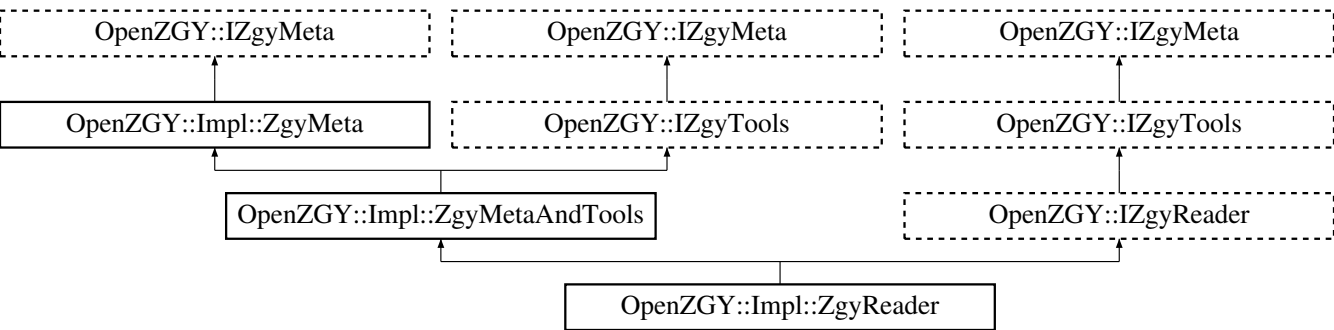 OpenZGY::IZgyMeta
OpenZGY::IZgyMeta
OpenZGY::IZgyMeta
OpenZGY::Impl::ZgyMeta
OpenZGY::IZgyTools
OpenZGY::IZgyTools
OpenZGY::Impl::ZgyMetaAndTools
OpenZGY::IZgyReader
OpenZGY::Impl::ZgyReader